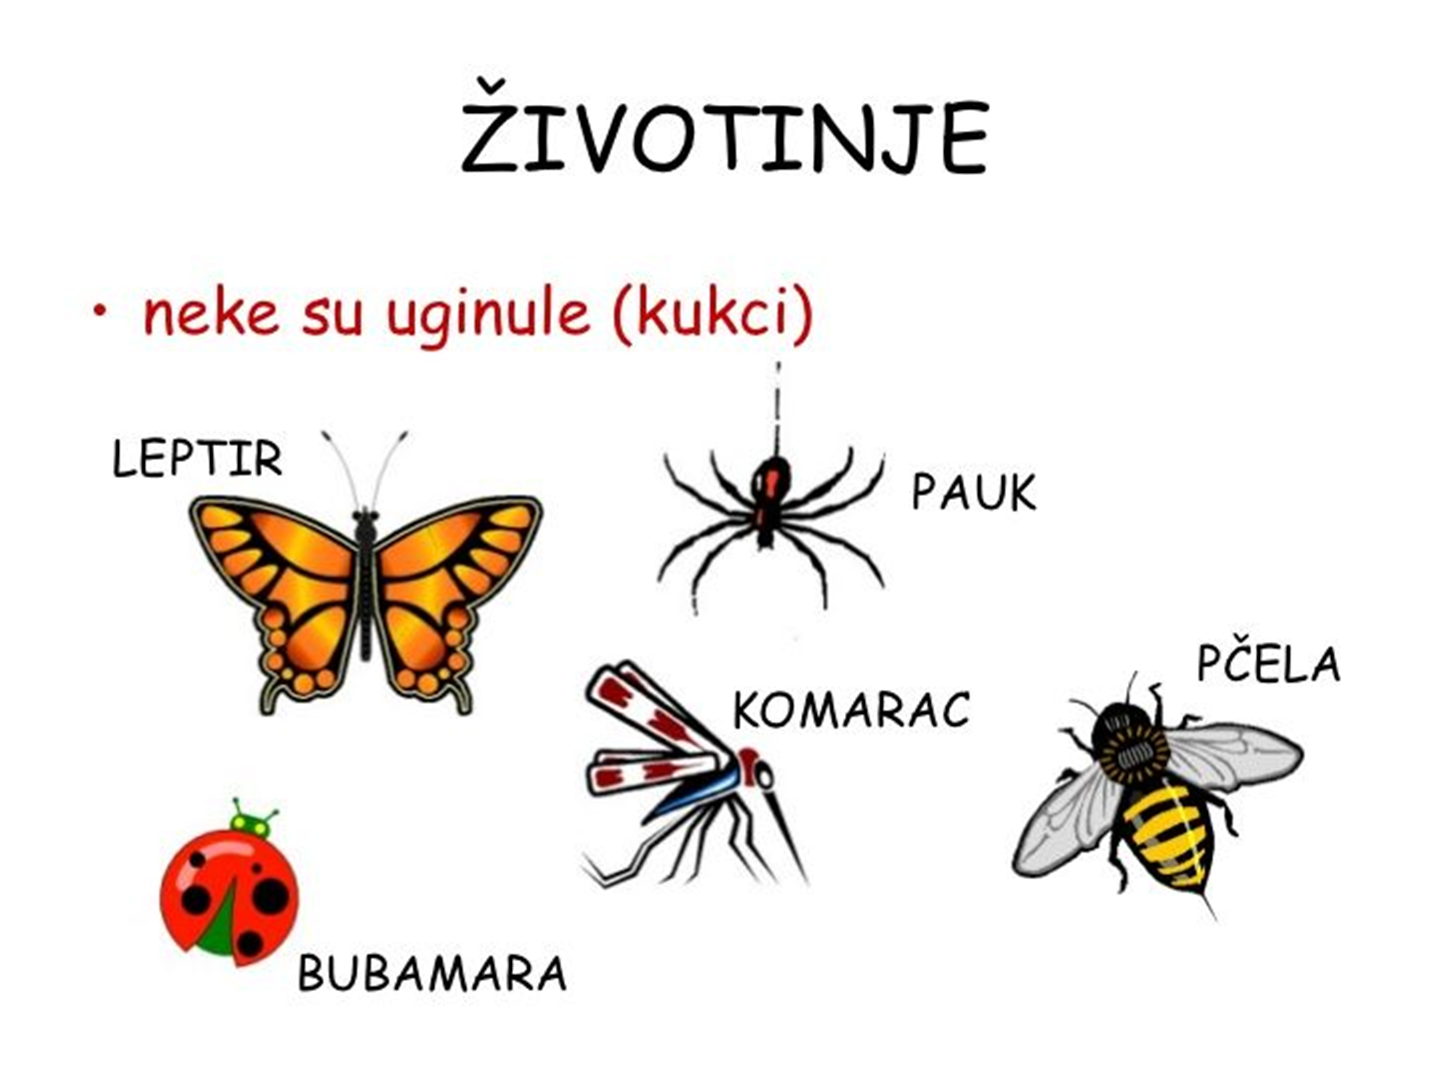 ŽIVOTINJE
• neke su uginule (kukci)
LEPTIR
PAUK
PČELA
KOMARAC
BUBAMARA